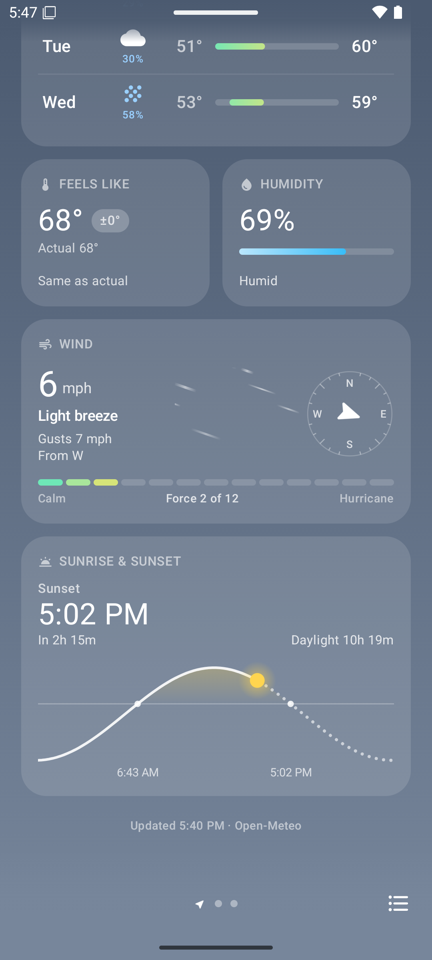 5:47
Tue 30% 51° 60°
Wed 58% 53° 59°
FEELS LIKE
68° ±0°
Actual 68°
Same as actual
HUMIDITY
69%
Humid
WIND
6 mph
Light breeze
Gusts 7 mph
From W
N
W E
S
Calm Force 2 of 12 Hurricane
SUNRISE & SUNSET
Sunset
5:02 PM
In 2h 15m Daylight 10h 19m
6:43 AM 5:02 PM
Updated 5:40 PM · Open-Meteo